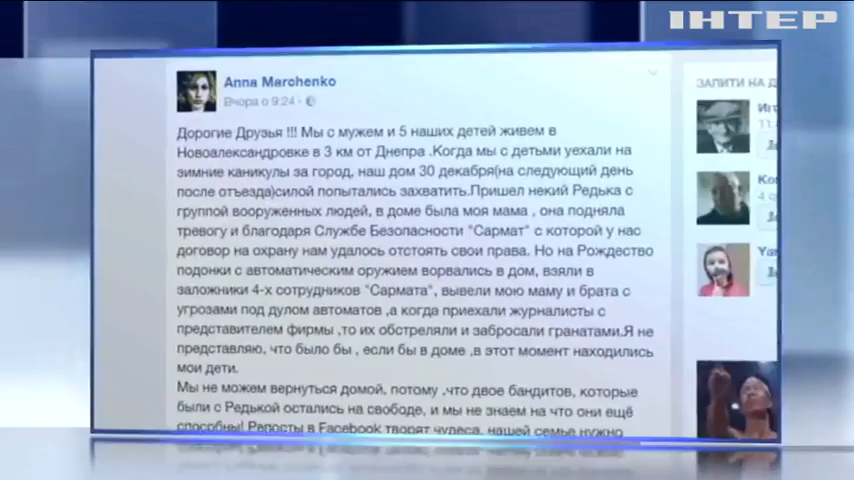 ІНТЕР
Anna Marchenko
Вчора о 9:24
ЗАПИТИ НА Д
Дорогие Друзья !!! Мы с мужем и 5 наших детей живем в
Новоалександровке в 3 км от Днепра .Когда мы с детьми уехали на
зимние каникулы за город, наш дом 30 декабря(на следующий день
после отъезда)силой попытались захватить.Пришел некий Редька с
группой вооруженных людей, в доме была моя мама , она подняла
тревогу и благодаря Службе Безопасности "Сармат" с которой у нас
договор на охрану нам удалось отстоять свои права. Но на Рождество
подонки с автоматическим оружием ворвались в дом, взяли в
заложники 4-х сотрудников "Сармата", вывели мою маму и брата с
угрозами под дулом автоматов ,а когда приехали журналисты с
представителем фирмы ,то их обстреляли и забросали гранатами.Я не
представляю, что было бы , если бы в доме ,в этот момент находились
мои дети.
Мы не можем вернуться домой, потому ,что двое бандитов, которые
были с Редькой остались на свободе, и мы не знаем на что они ещё
способны! Репосты в Facebook творят чудеса, нашей семье нужно